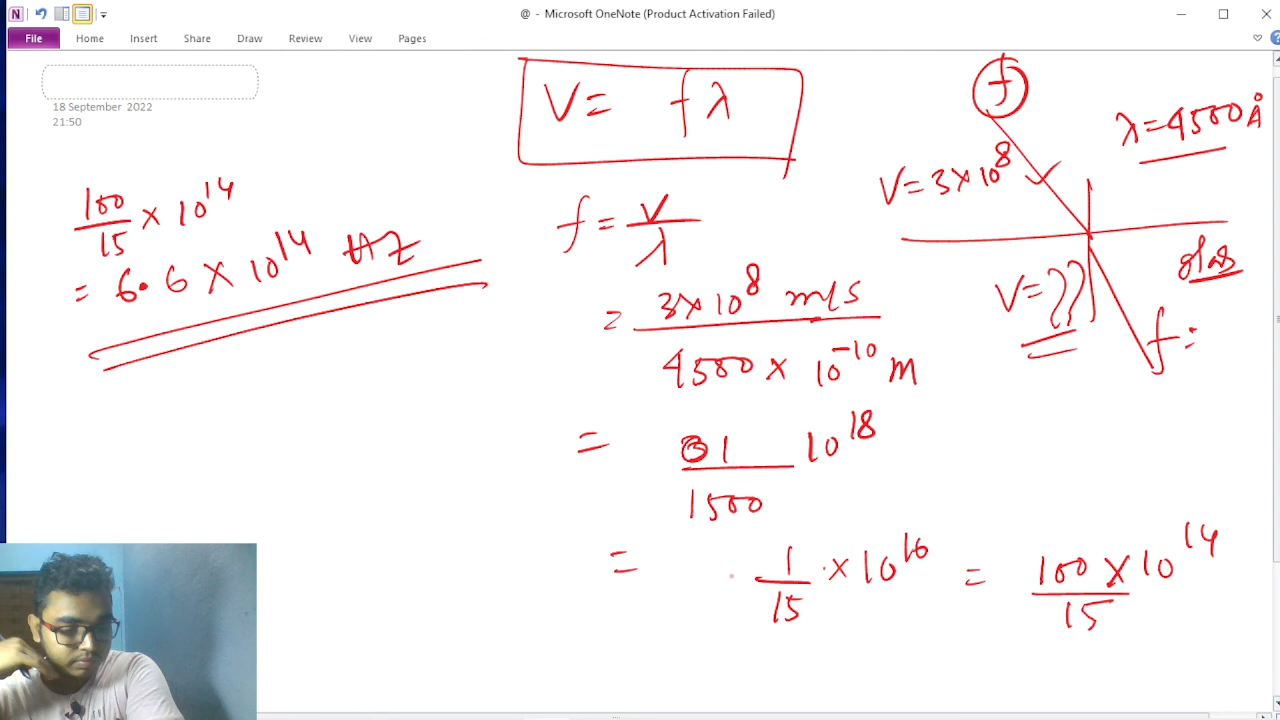 @ - Microsoft OneNote (Product Activation Failed)
File Home Insert Share Draw Review View Pages
18 September 2022
21:50
100/15 × 10^14
= 6.6 × 10^14 HZ
V = fλ
f = V/λ
= 3×10^8 m/s / 4500 × 10^-10 m
= 1/1500 10^18
= 1/15 × 10^16 = 100/15 × 10^14
f
λ = 4500 Å
V = 3×10^8
glass
V = ??
f =